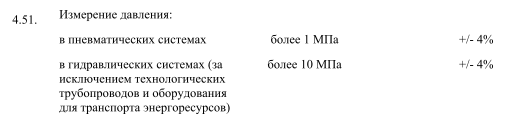 4.51. Измерение давления:
в пневматических системах более 1 МПа +/- 4%
в гидравлических системах (за более 10 МПа +/- 4%
исключением технологических
трубопроводов и оборудования
для транспорта энергоресурсов)